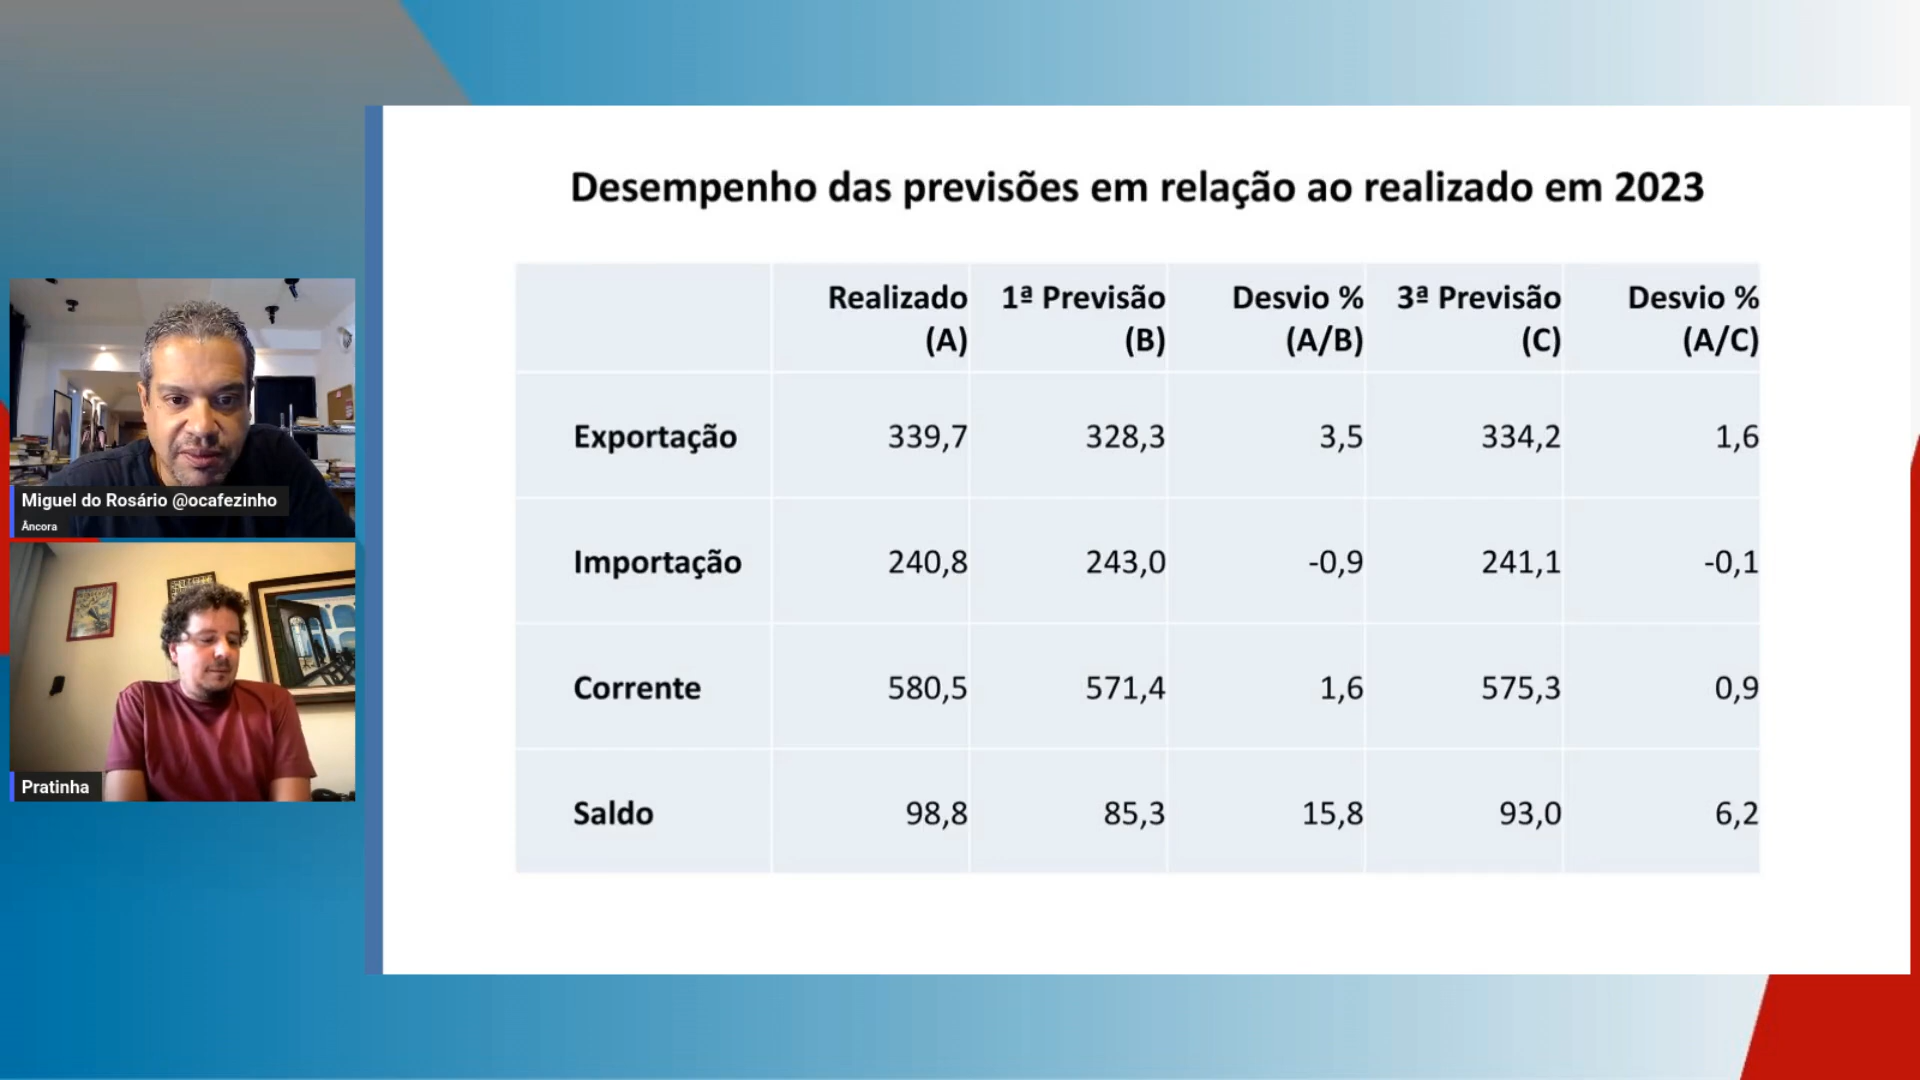 Desempenho das previsões em relação ao realizado em 2023
Realizado (A) 1ª Previsão (B) Desvio % (A/B) 3ª Previsão (C) Desvio % (A/C)
Exportação 339,7 328,3 3,5 334,2 1,6
Importação 240,8 243,0 -0,9 241,1 -0,1
Corrente 580,5 571,4 1,6 575,3 0,9
Saldo 98,8 85,3 15,8 93,0 6,2
Miguel do Rosário @ocafezinho
Âncora
Pratinha